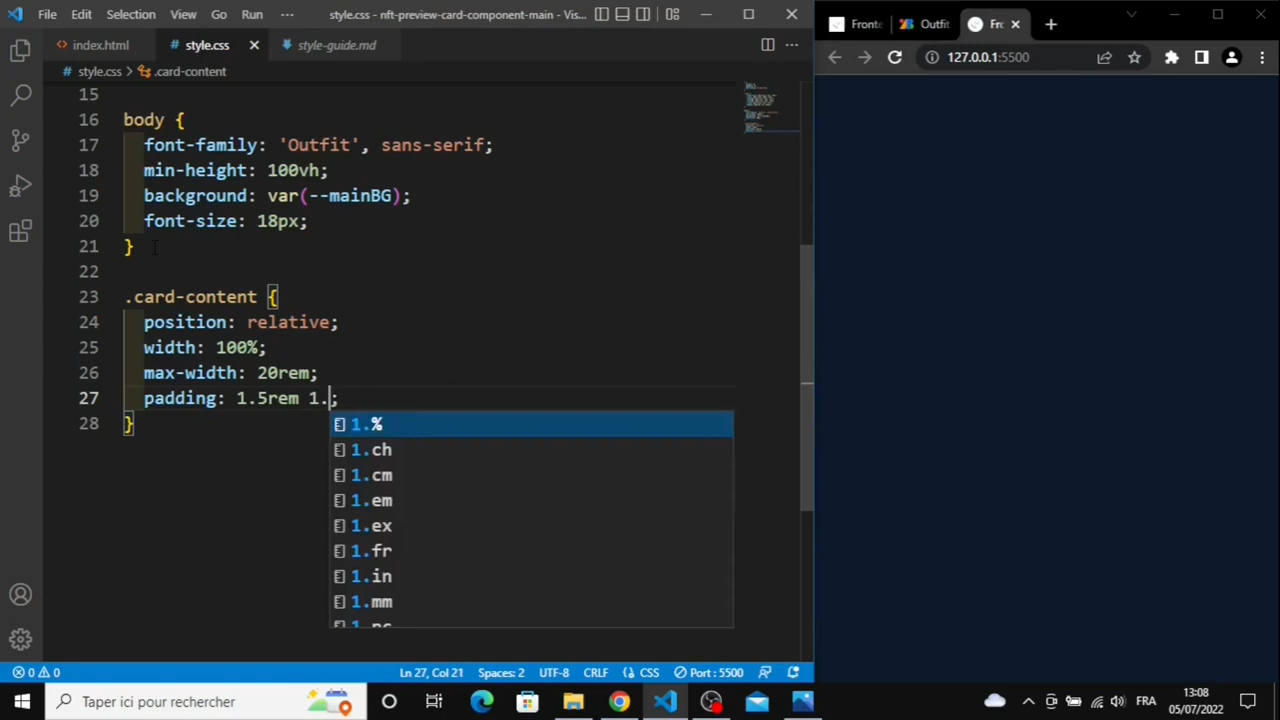 File Edit Selection View Go Run ··· style.css - nft-preview-card-component-main - Vis...
index.html style.css style-guide.md
style.css > .card-content
Fronte Outfit Fro
127.0.0.1:5500
15
16 body {
17 font-family: 'Outfit', sans-serif;
18 min-height: 100vh;
19 background: var(--mainBG);
20 font-size: 18px;
21 }
22
23 .card-content {
24 position: relative;
25 width: 100%;
26 max-width: 20rem;
27 padding: 1.5rem 1.;
28 }
1.%
1.ch
1.cm
1.em
1.ex
1.fr
1.in
1.mm
0 0 Ln 27, Col 21 Spaces: 2 UTF-8 CRLF CSS Port : 5500
Taper ici pour rechercher FRA 13:08
05/07/2022